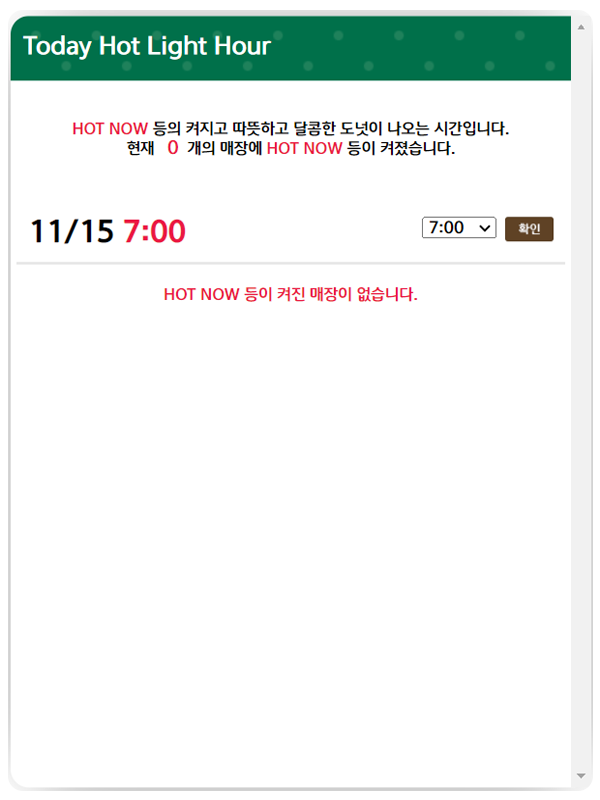 Today Hot Light Hour
HOT NOW 등의 켜지고 따뜻하고 달콤한 도넛이 나오는 시간입니다.
현재 0 개의 매장에 HOT NOW 등이 켜졌습니다.
11/15 7:00 7:00 확인
HOT NOW 등이 켜진 매장이 없습니다.